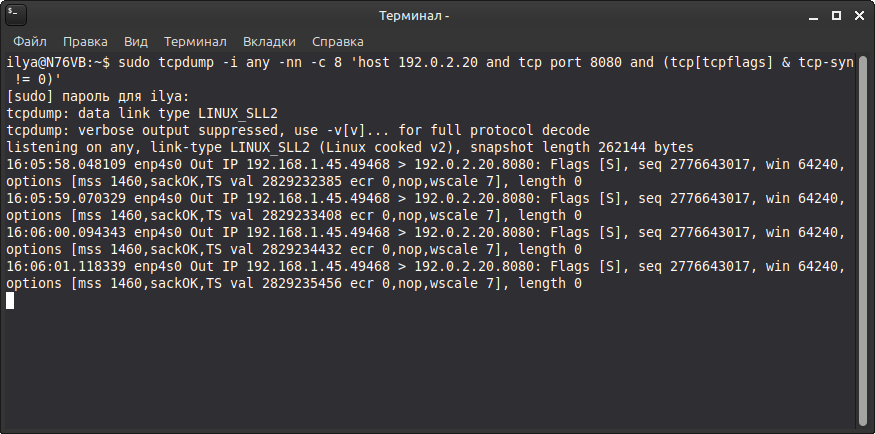 Терминал -
Файл Правка Вид Терминал Вкладки Справка
ilya@N76VB:~$ sudo tcpdump -i any -nn -c 8 'host 192.0.2.20 and tcp port 8080 and (tcp[tcpflags] & tcp-syn
!= 0)'
[sudo] пароль для ilya:
tcpdump: data link type LINUX_SLL2
tcpdump: verbose output suppressed, use -v[v]... for full protocol decode
listening on any, link-type LINUX_SLL2 (Linux cooked v2), snapshot length 262144 bytes
16:05:58.048109 enp4s0 Out IP 192.168.1.45.49468 > 192.0.2.20.8080: Flags [S], seq 2776643017, win 64240,
options [mss 1460,sackOK,TS val 2829232385 ecr 0,nop,wscale 7], length 0
16:05:59.070329 enp4s0 Out IP 192.168.1.45.49468 > 192.0.2.20.8080: Flags [S], seq 2776643017, win 64240,
options [mss 1460,sackOK,TS val 2829233408 ecr 0,nop,wscale 7], length 0
16:06:00.094343 enp4s0 Out IP 192.168.1.45.49468 > 192.0.2.20.8080: Flags [S], seq 2776643017, win 64240,
options [mss 1460,sackOK,TS val 2829234432 ecr 0,nop,wscale 7], length 0
16:06:01.118339 enp4s0 Out IP 192.168.1.45.49468 > 192.0.2.20.8080: Flags [S], seq 2776643017, win 64240,
options [mss 1460,sackOK,TS val 2829235456 ecr 0,nop,wscale 7], length 0